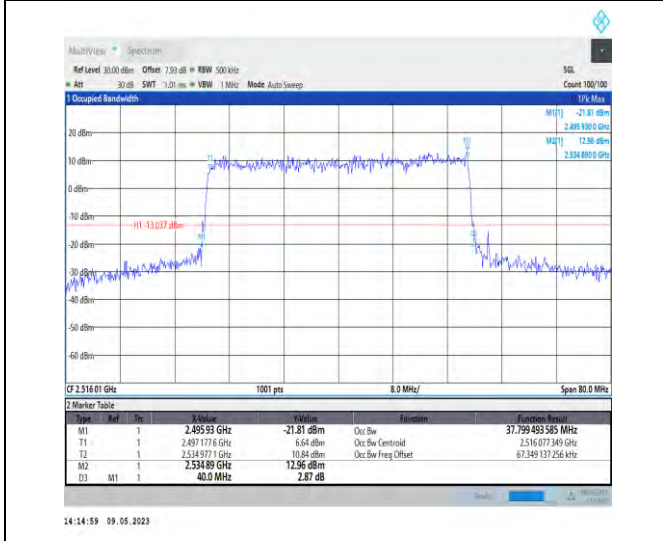 MultiView Spectrum
Ref Level 30.00 dBm Offset 7.93 dB RBW 500 kHz SGL
Att 30 dB SWT 1.01 ms VBW 1 MHz Mode Auto Sweep Count 100/100
1 Occupied Bandwidth 1Pk Max
M1[1] -21.81 dBm
2.495 930 0 GHz
20 dBm M2[1] 12.96 dBm
2.534 890 0 GHz
10 dBm
0 dBm
-10 dBm
H1 -13.037 dBm
-20 dBm
-30 dBm
-40 dBm
-50 dBm
-60 dBm
CF 2.516 01 GHz 1001 pts 8.0 MHz/ Span 80.0 MHz
2 Marker Table
Type Ref Trc X-Value Y-Value Function Function Result
M1 1 2.495 93 GHz -21.81 dBm Occ Bw 37.799 493 585 MHz
T1 1 2.497 177 6 GHz 6.64 dBm Occ Bw Centroid 2.516 077 349 GHz
T2 1 2.534 977 1 GHz 10.84 dBm Occ Bw Freq Offset 67.349 137 256 kHz
M2 1 2.534 89 GHz 12.96 dBm
D3 M1 1 40.0 MHz 2.87 dB
14:14:59 09.05.2023